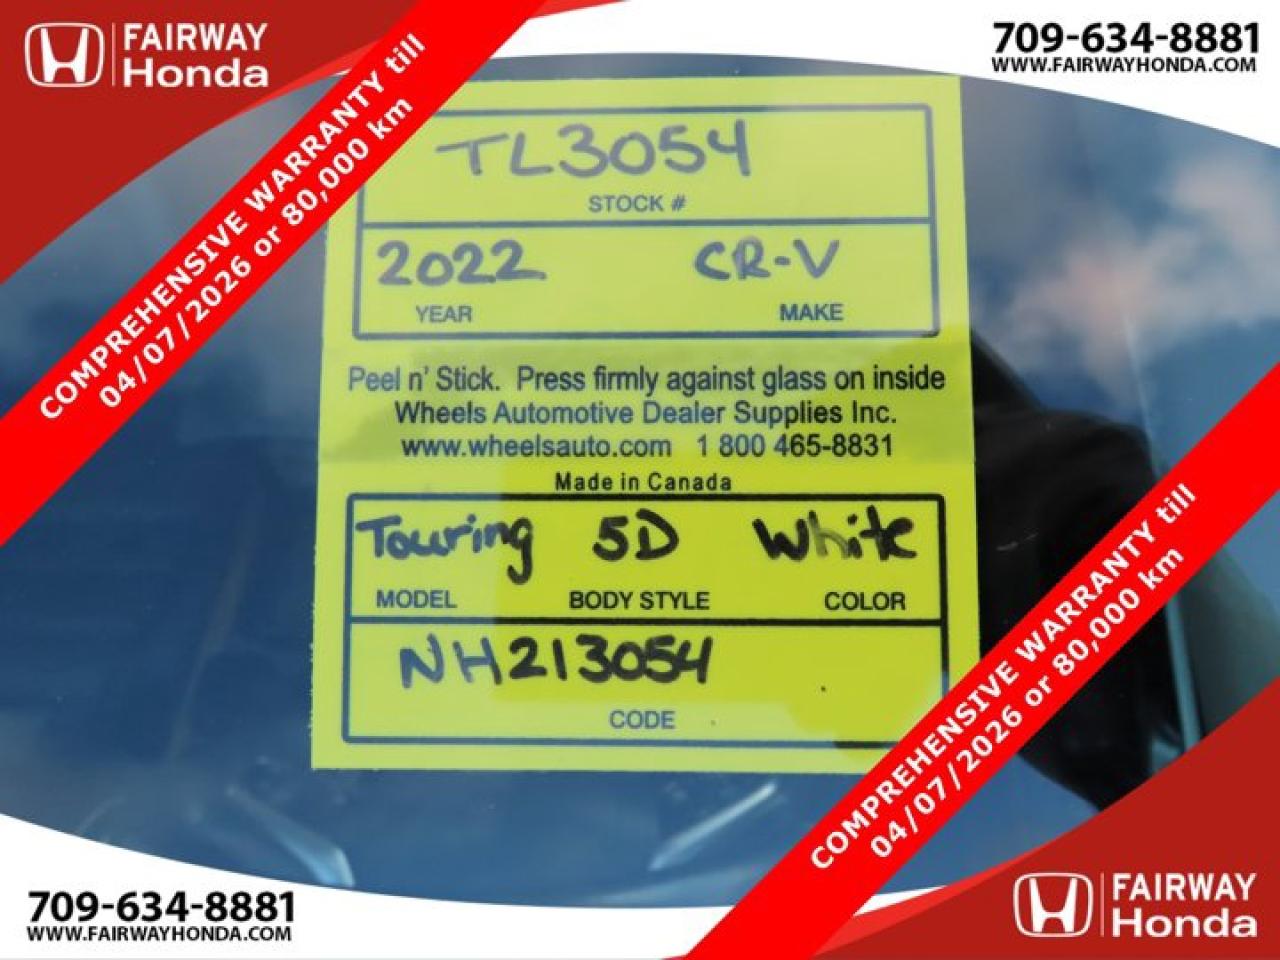 FAIRWAY
Honda
709-634-8881
WWW.FAIRWAYHONDA.COM
COMPREHENSIVE WARRANTY till
04/07/2026 or 80,000 km
TL3054
STOCK #
2022 CR-V
YEAR MAKE
Peel n' Stick. Press firmly against glass on inside
Wheels Automotive Dealer Supplies Inc.
www.wheelsauto.com 1 800 465-8831
Made in Canada
Touring 5D White
MODEL BODY STYLE COLOR
NH213054
CODE
COMPREHENSIVE WARRANTY till
04/07/2026 or 80,000 km
709-634-8881
WWW.FAIRWAYHONDA.COM
FAIRWAY
Honda